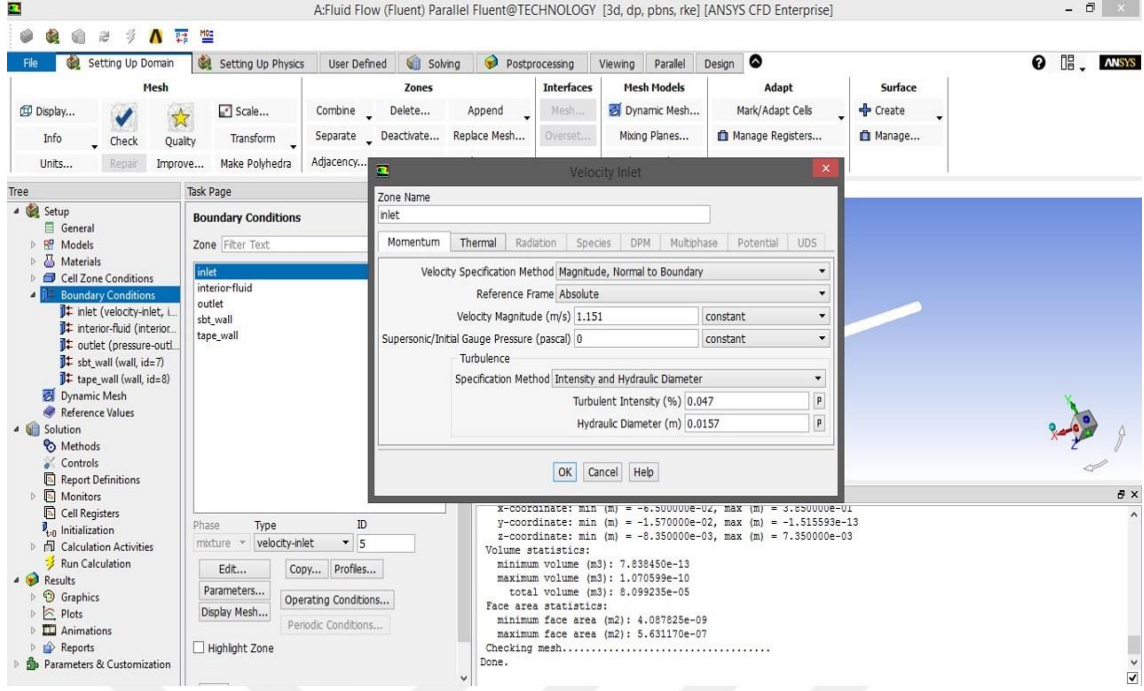 A:Fluid Flow (Fluent) Parallel Fluent@TECHNOLOGY [3d, dp, pbns, rke] [ANSYS CFD Enterprise]
File Setting Up Domain Setting Up Physics User Defined Solving Postprocessing Viewing Parallel Design ANSYS
Mesh Zones Interfaces Mesh Models Adapt Surface
Display... Scale... Combine Delete... Append Mesh... Dynamic Mesh... Mark/Adapt Cells Create
Info Check Quality Transform Separate Deactivate... Replace Mesh... Overset... Mixing Planes... Manage Registers... Manage...
Units... Repair Improve... Make Polyhedra Adjacency...
Tree
Setup
General
Models
Materials
Cell Zone Conditions
Boundary Conditions
inlet (velocity-inlet, i...
interior-fluid (interior...
outlet (pressure-outl...
sbt_wall (wall, id=7)
tape_wall (wall, id=8)
Dynamic Mesh
Reference Values
Solution
Methods
Controls
Report Definitions
Monitors
Cell Registers
Initialization
Calculation Activities
Run Calculation
Results
Graphics
Plots
Animations
Reports
Parameters & Customization
Task Page
Boundary Conditions
Zone Filter Text
inlet
interior-fluid
outlet
sbt_wall
tape_wall
Phase Type ID
mixture velocity-inlet 5
Edit... Copy... Profiles...
Parameters... Operating Conditions...
Display Mesh... Periodic Conditions...
Highlight Zone
Velocity Inlet
Zone Name
inlet
Momentum Thermal Radiation Species DPM Multiphase Potential UDS
Velocity Specification Method Magnitude, Normal to Boundary
Reference Frame Absolute
Velocity Magnitude (m/s) 1.151 constant
Supersonic/Initial Gauge Pressure (pascal) 0 constant
Turbulence
Specification Method Intensity and Hydraulic Diameter
Turbulent Intensity (%) 0.047 P
Hydraulic Diameter (m) 0.0157 P
OK Cancel Help
x-coordinate: min (m) = -6.500000e-02, max (m) = 3.850000e-01
y-coordinate: min (m) = -1.570000e-02, max (m) = -1.515593e-13
z-coordinate: min (m) = -8.350000e-03, max (m) = 7.350000e-03
Volume statistics:
minimum volume (m3): 7.838450e-13
maximum volume (m3): 1.070599e-10
total volume (m3): 8.099235e-05
Face area statistics:
minimum face area (m2): 4.087825e-09
maximum face area (m2): 5.631170e-07
Checking mesh....................................
Done.